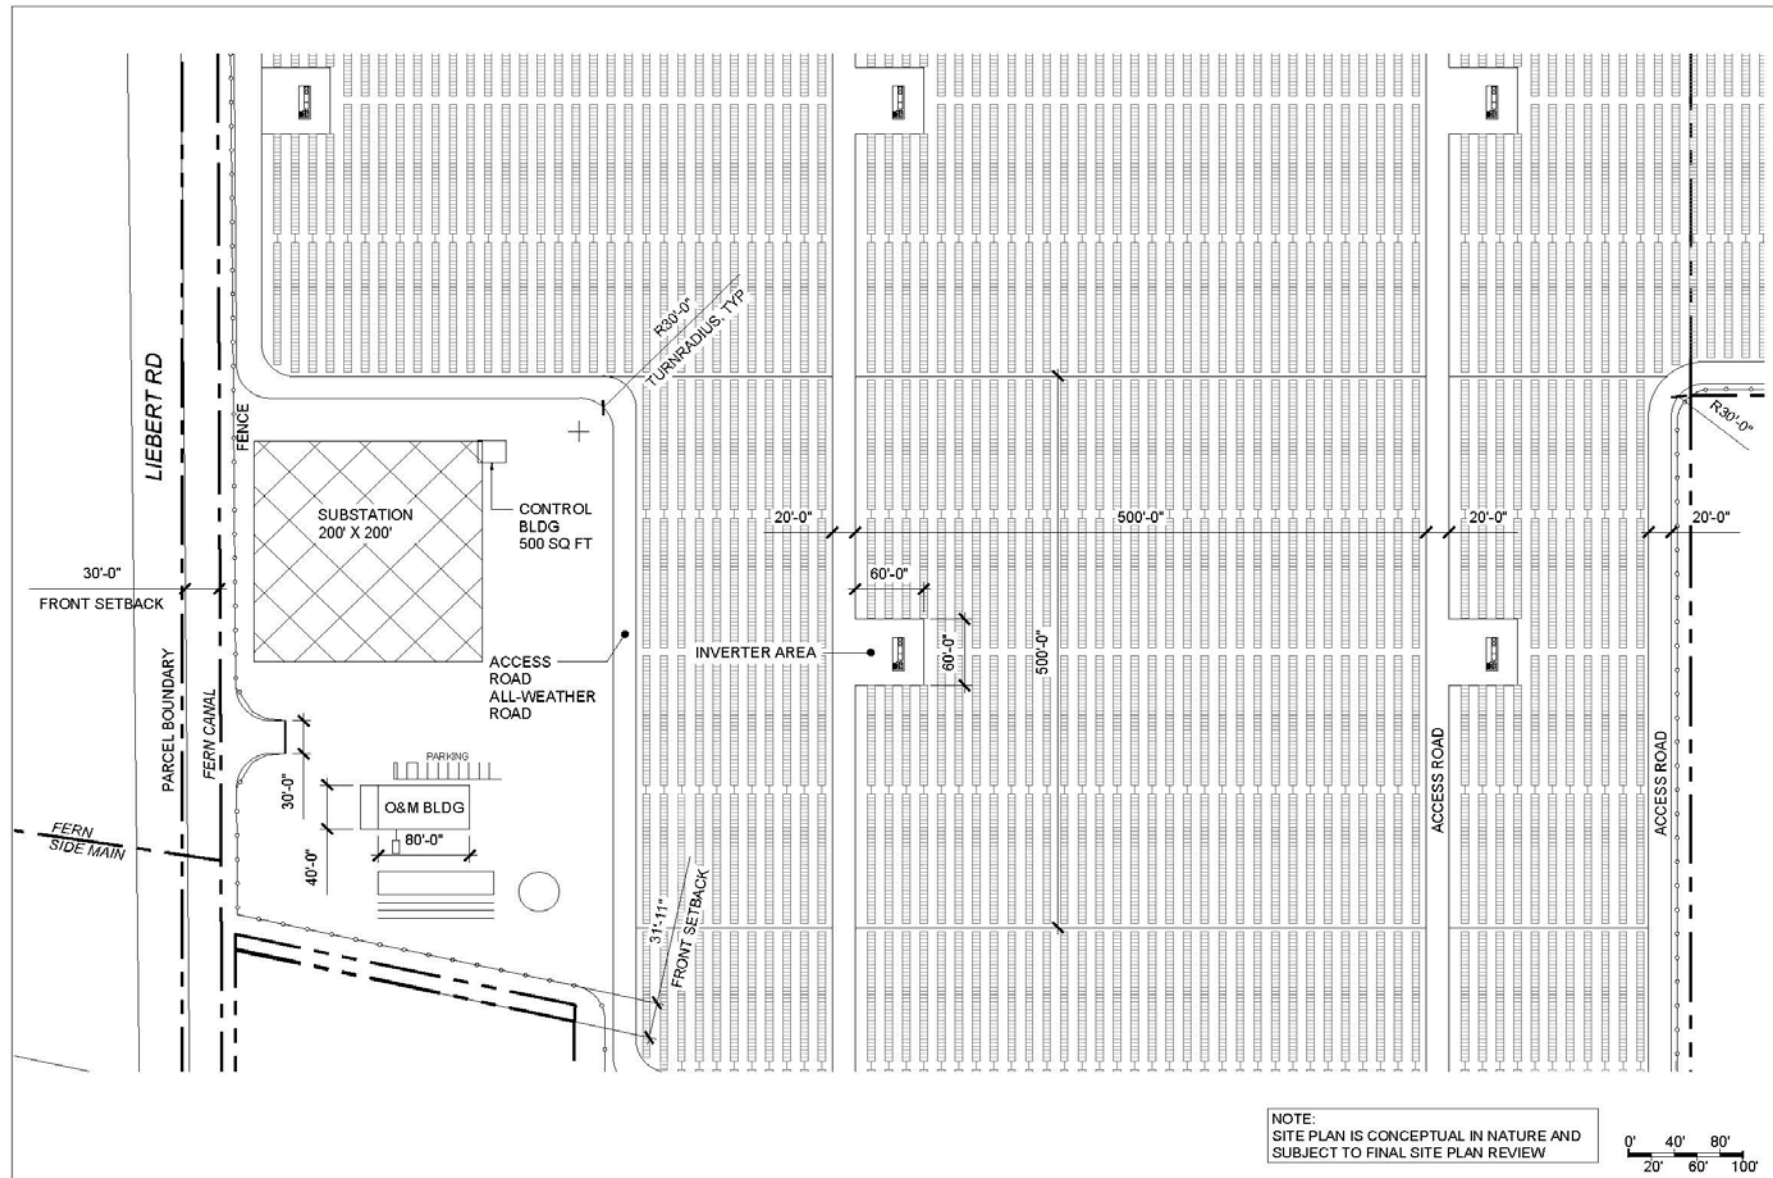 R30'-0"
TURNRADIUS, TYP
LIEBERT RD
FENCE
R30'-0"
SUBSTATION
200' X 200'
CONTROL
BLDG
500 SQ FT
20'-0"
500'-0"
20'-0"
20'-0"
30'-0"
FRONT SETBACK
60'-0"
60'-0"
500'-0"
INVERTER AREA
ACCESS
ROAD
ALL-WEATHER
ROAD
PARCEL BOUNDARY
FERN CANAL
PARKING
30'-0"
O&M BLDG
80'-0"
40'-0"
ACCESS ROAD
ACCESS ROAD
FERN
SIDE MAIN
31'-11"
FRONT SETBACK
NOTE:
SITE PLAN IS CONCEPTUAL IN NATURE AND
SUBJECT TO FINAL SITE PLAN REVIEW
0' 40' 80'
20' 60' 100'